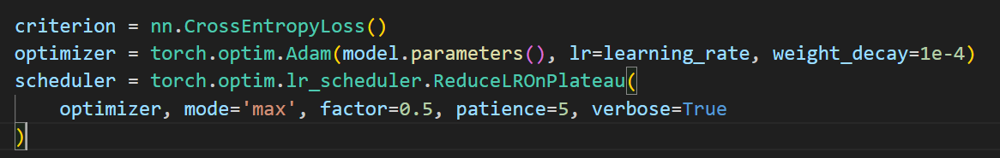 criterion = nn.CrossEntropyLoss()
optimizer = torch.optim.Adam(model.parameters(), lr=learning_rate, weight_decay=1e-4)
scheduler = torch.optim.lr_scheduler.ReduceLROnPlateau(
    optimizer, mode='max', factor=0.5, patience=5, verbose=True
)